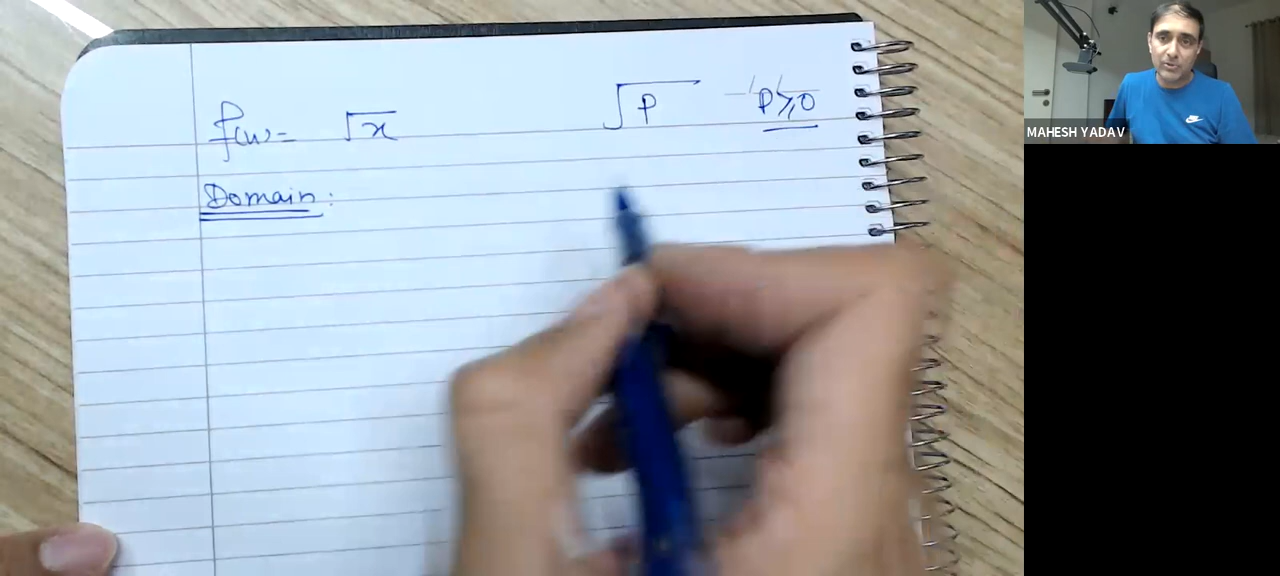 f(x)= √x
√P P≥0
Domain:
MAHESH YADAV